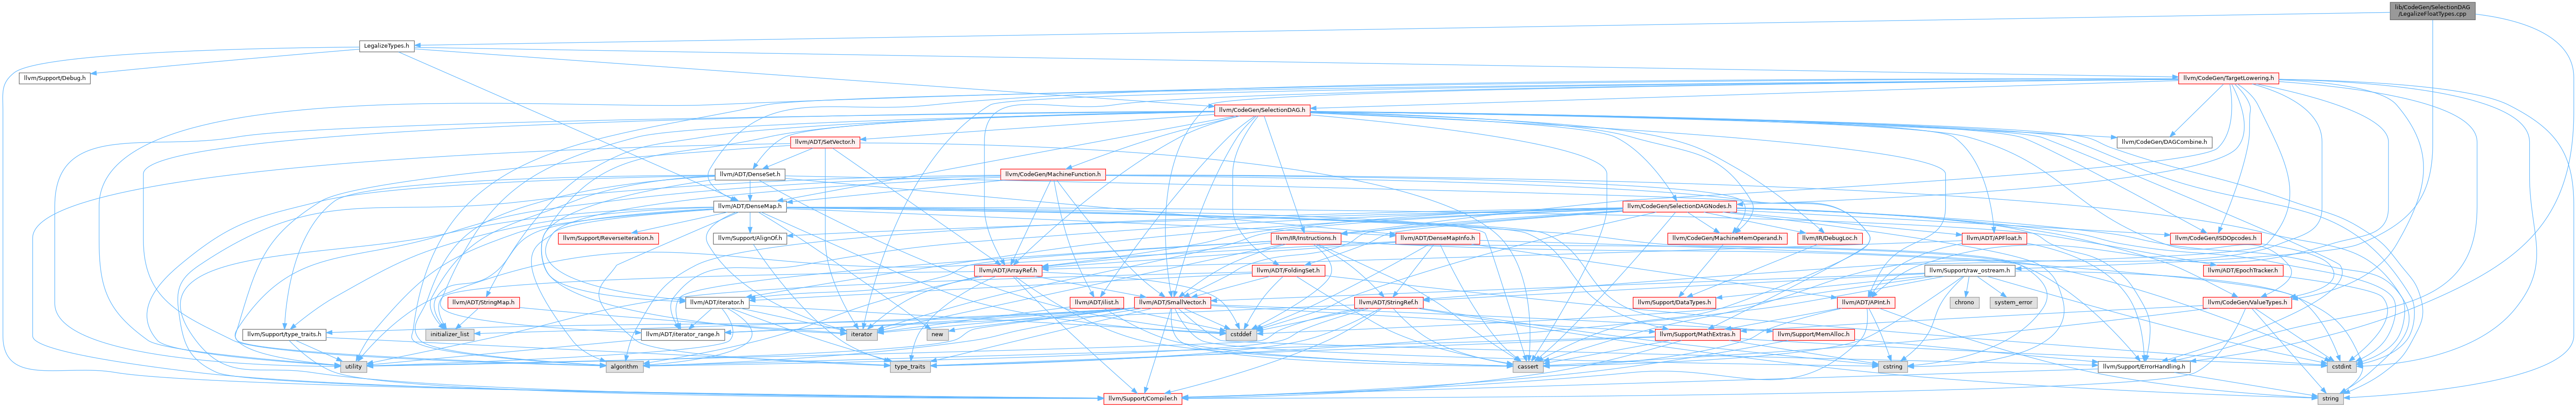 lib/CodeGen/SelectionDAG
/LegalizeFloatTypes.cpp
LegalizeTypes.h
llvm/Support/Debug.h
llvm/CodeGen/TargetLowering.h
llvm/CodeGen/SelectionDAG.h
llvm/ADT/SetVector.h
llvm/CodeGen/DAGCombine.h
llvm/ADT/DenseSet.h
llvm/CodeGen/MachineFunction.h
llvm/ADT/DenseMap.h
llvm/CodeGen/SelectionDAGNodes.h
llvm/Support/ReverseIteration.h
llvm/Support/AlignOf.h
llvm/IR/Instructions.h
llvm/ADT/DenseMapInfo.h
llvm/CodeGen/MachineMemOperand.h
llvm/IR/DebugLoc.h
llvm/ADT/APFloat.h
llvm/CodeGen/ISDOpcodes.h
llvm/ADT/ArrayRef.h
llvm/ADT/FoldingSet.h
llvm/Support/raw_ostream.h
llvm/ADT/EpochTracker.h
llvm/ADT/StringMap.h
llvm/ADT/iterator.h
llvm/ADT/ilist.h
llvm/ADT/SmallVector.h
llvm/ADT/StringRef.h
llvm/Support/DataTypes.h
llvm/ADT/APInt.h
chrono
system_error
llvm/CodeGen/ValueTypes.h
llvm/Support/type_traits.h
initializer_list
llvm/ADT/iterator_range.h
iterator
new
cstddef
llvm/Support/MathExtras.h
llvm/Support/MemAlloc.h
utility
algorithm
type_traits
cassert
cstring
llvm/Support/ErrorHandling.h
cstdint
llvm/Support/Compiler.h
string